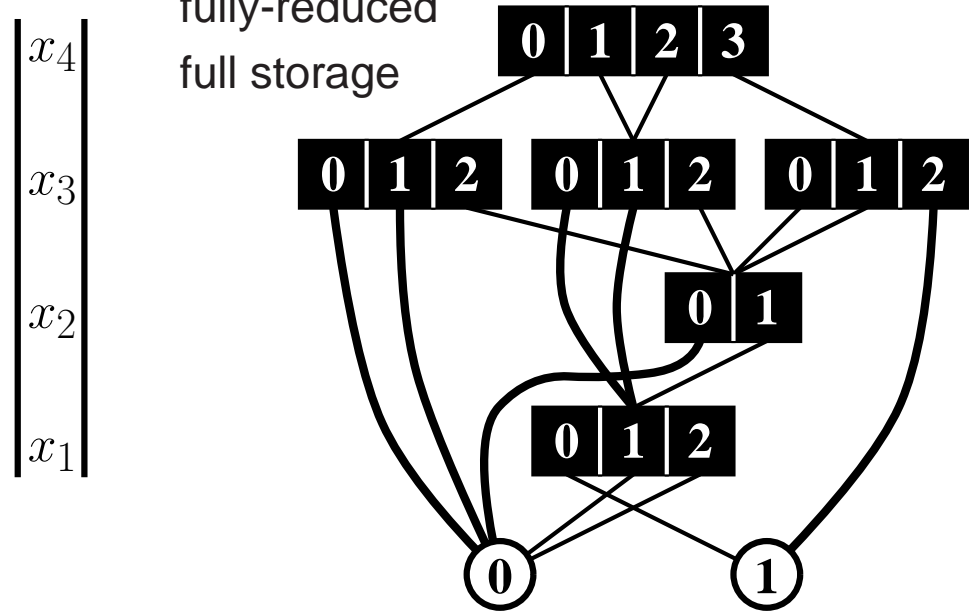 fully-reduced
full storage
x4
0 1 2 3
x3
0 1 2
0 1 2
0 1 2
x2
0 1
x1
0 1 2
0
1